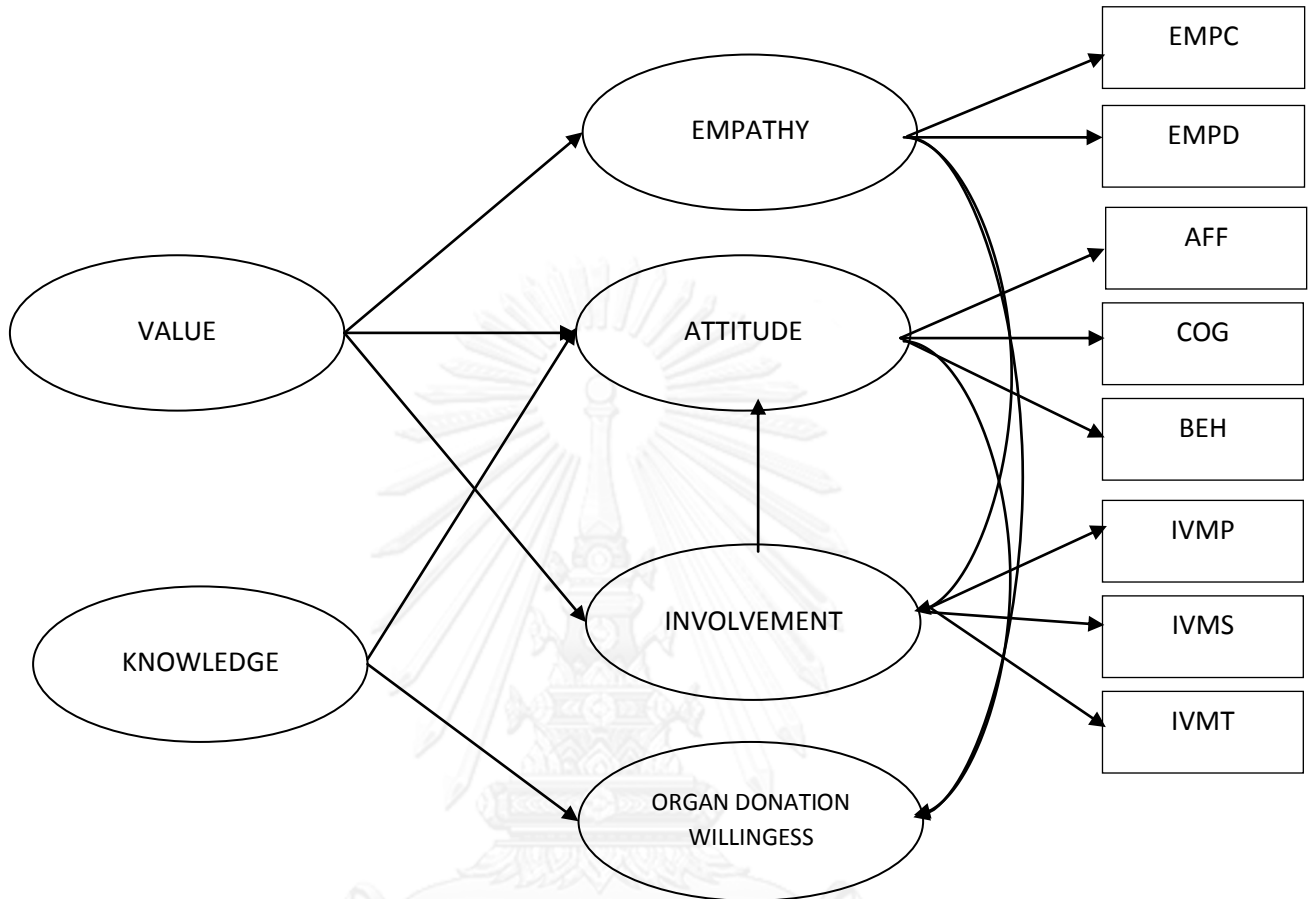 EMPC
EMPATHY
EMPD
AFF
VALUE
ATTITUDE
COG
BEH
IVMP
INVOLVEMENT
IVMS
KNOWLEDGE
IVMT
ORGAN DONATION
WILLINGESS